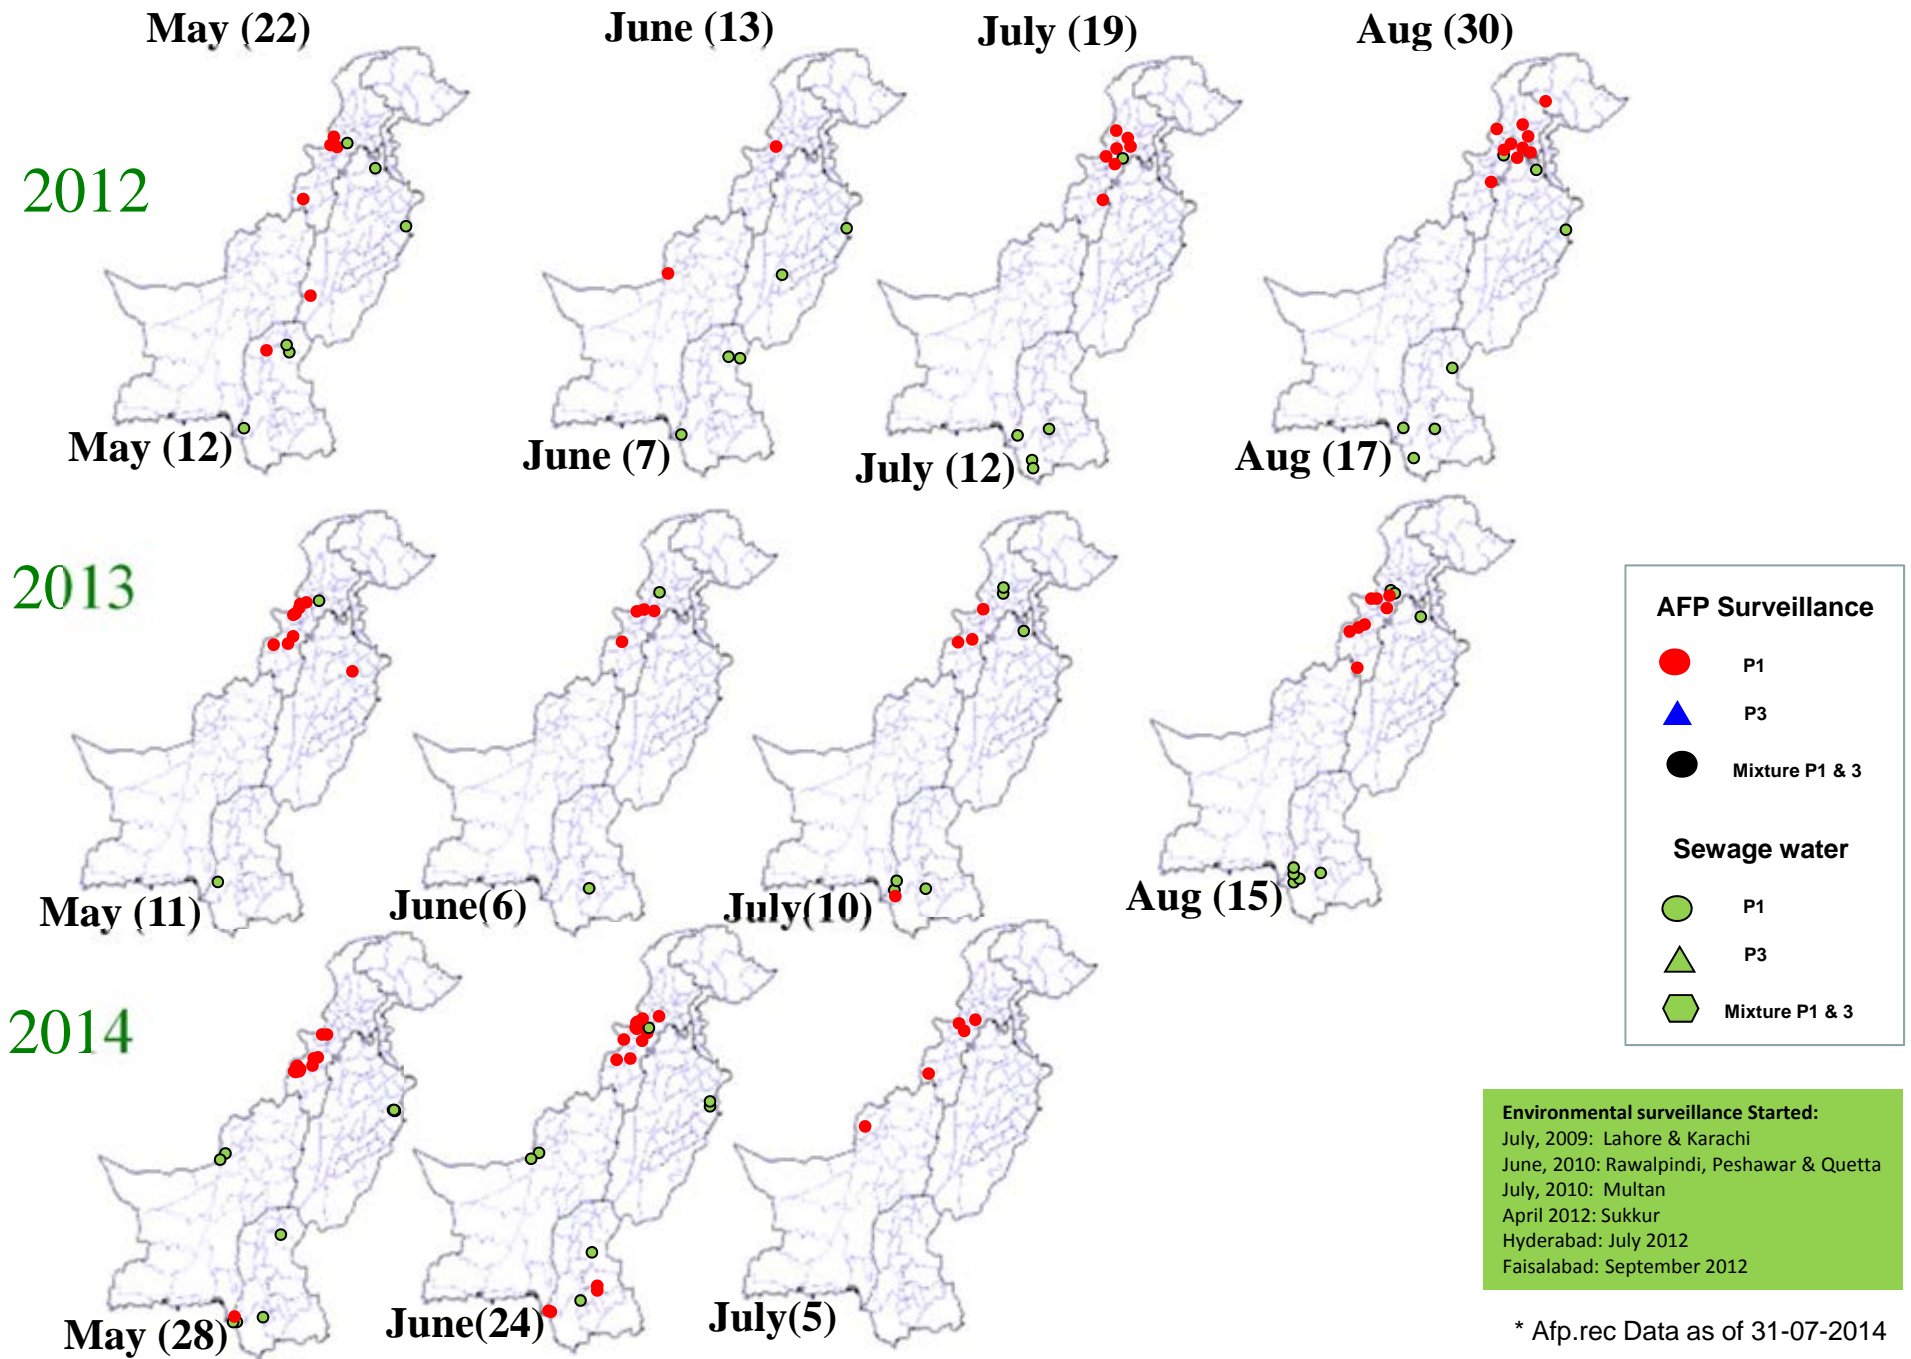 May (22)
June (13)
July (19)
Aug (30)
2012
May (12)
June (7)
July (12)
Aug (17)
2013
May (11)
June(6)
July(10)
Aug (15)
2014
May (28)
June(24)
July(5)
AFP Surveillance
P1
P3
Mixture P1 & 3
Sewage water
P1
P3
Mixture P1 & 3
Environmental surveillance Started:
July, 2009: Lahore & Karachi
June, 2010: Rawalpindi, Peshawar & Quetta
July, 2010: Multan
April 2012: Sukkur
Hyderabad: July 2012
Faisalabad: September 2012
* Afp.rec Data as of 31-07-2014